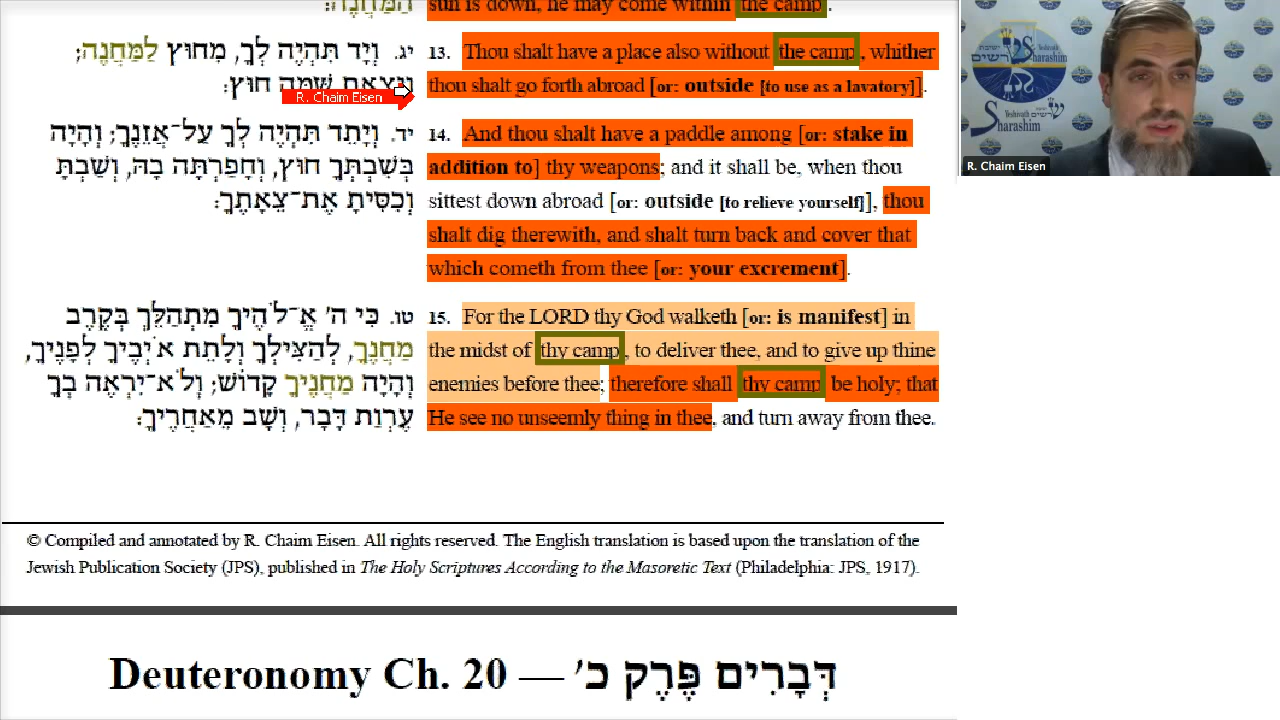 הַמַּחֲנֶה:
sun is down, he may come within the camp.
יג. וְיָד תִּהְיֶה לְךָ, מִחוּץ לַמַּחֲנֶה;
13. Thou shalt have a place also without the camp, whither
וְיָצָאתָ שָּׁמָּה חוּץ:
thou shalt go forth abroad [or: outside [to use as a lavatory]].
R. Chaim Eisen
יד. וְיָתֵד תִּהְיֶה לְךָ עַל־אֲזֵנֶךָ; וְהָיָה
14. And thou shalt have a paddle among [or: stake in
בְּשִׁבְתְּךָ חוּץ, וְחָפַרְתָּה בָהּ, וְשַׁבְתָּ
addition to] thy weapons; and it shall be, when thou
וְכִסִּיתָ אֶת־צֵאָתֶךָ:
sittest down abroad [or: outside [to relieve yourself]], thou
shalt dig therewith, and shalt turn back and cover that
which cometh from thee [or: your excrement].
טו. כִּי ה' אֱ־לֹהֶיךָ מִתְהַלֵּךְ בְּקֶרֶב
15. For the LORD thy God walketh [or: is manifest] in
מַחֲנֶךָ, לְהַצִּילְךָ וְלָתֵת אֹיְבֶיךָ לְפָנֶיךָ,
the midst of thy camp, to deliver thee, and to give up thine
וְהָיָה מַחֲנֶיךָ קָדוֹשׁ; וְלֹא־יִרְאֶה בְךָ
enemies before thee; therefore shall thy camp be holy; that
עֶרְוַת דָּבָר, וְשָׁב מֵאַחֲרֶיךָ:
He see no unseemly thing in thee, and turn away from thee.
© Compiled and annotated by R. Chaim Eisen. All rights reserved. The English translation is based upon the translation of the
Jewish Publication Society (JPS), published in The Holy Scriptures According to the Masoretic Text (Philadelphia: JPS, 1917).
Deuteronomy Ch. 20 — דְּבָרִים פֶּרֶק כ'
Yeshivath
Sharashim
R. Chaim Eisen